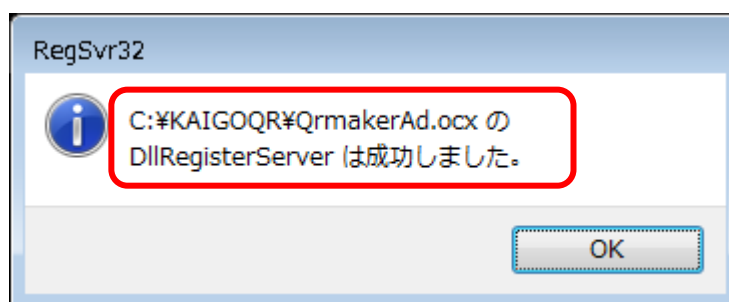 RegSvr32
C:¥KAIGOQR¥QrmakerAd.ocx の
DllRegisterServer は成功しました。
OK